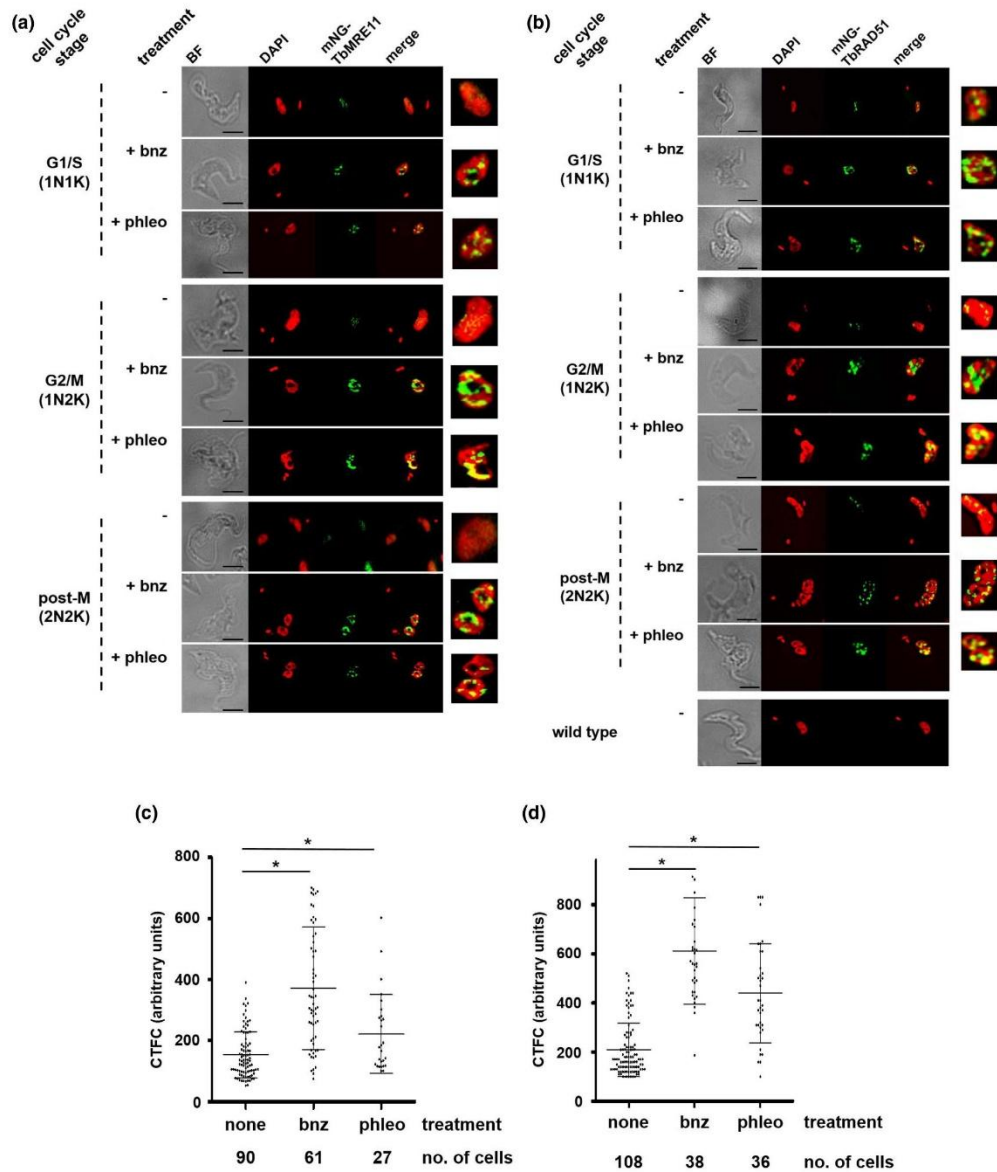 (a)
cell cycle stage
treatment
BF
DAPI
mNG-TbMRE11
merge
G1/S
(1N1K)
-
+ bnz
+ phleo
G2/M
(1N2K)
-
+ bnz
+ phleo
post-M
(2N2K)
-
+ bnz
+ phleo
(b)
cell cycle stage
treatment
BF
DAPI
mNG-TbRAD51
merge
G1/S
(1N1K)
-
+ bnz
+ phleo
G2/M
(1N2K)
-
+ bnz
+ phleo
post-M
(2N2K)
-
+ bnz
+ phleo
wild type
-
(c)
*
*
CTFC (arbitrary units)
800
600
400
200
0
none bnz phleo treatment
90 61 27 no. of cells
(d)
*
*
CTFC (arbitrary units)
800
600
400
200
0
none bnz phleo treatment
108 38 36 no. of cells